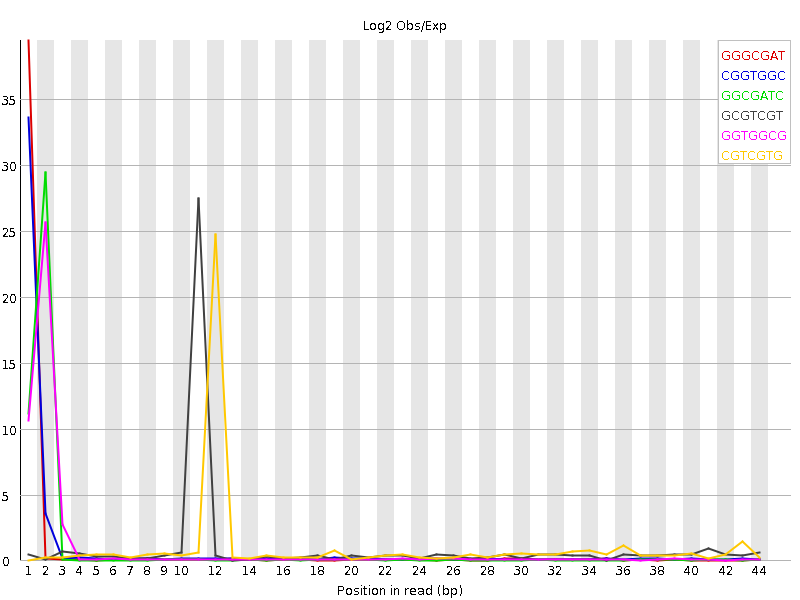 Log2 Obs/Exp
GGGCGAT
CGGTGGC
GGCGATC
GCGTCGT
GGTGGCG
CGTCGTG
35
30
25
20
15
10
5
0
1 2 3 4 5 6 7 8 9 10 12 14 16 18 20 22 24 26 28 30 32 34 36 38 40 42 44
Position in read (bp)